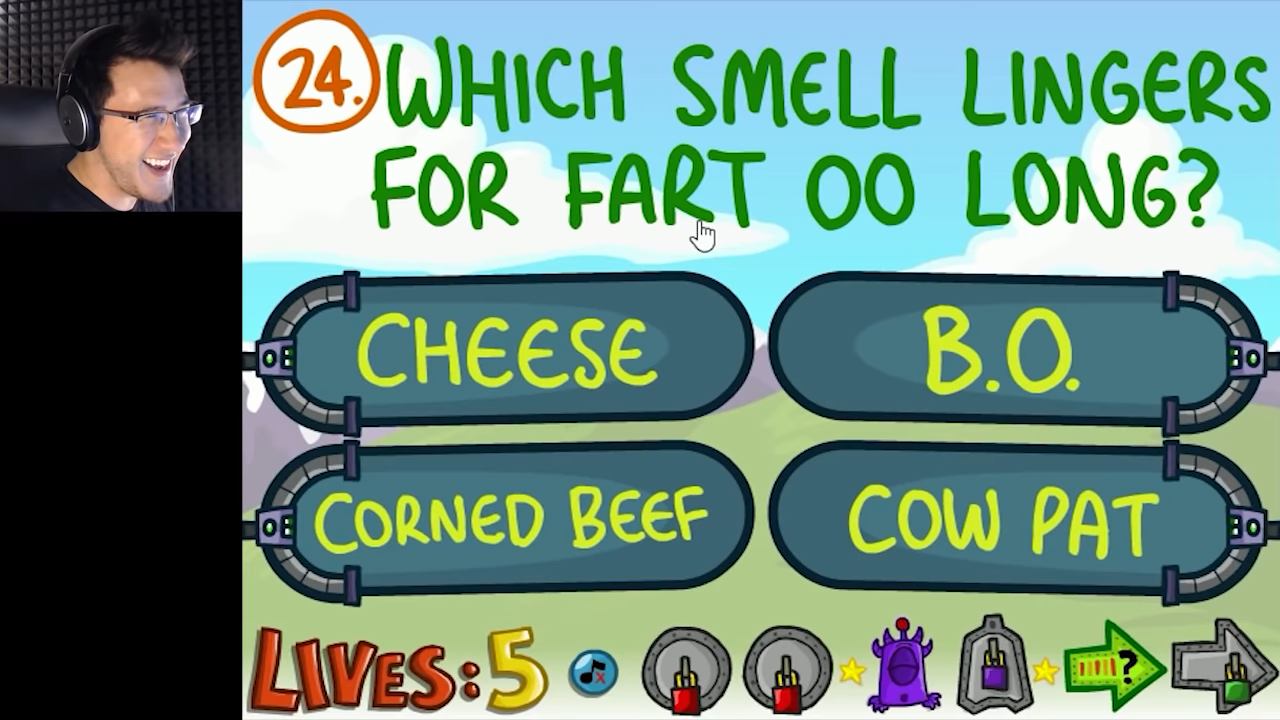 24. WHICH SMELL LINGERS
FOR FART OO LONG?
CHEESE
B.O.
CORNED BEEF
COW PAT
LIVES: 5
?